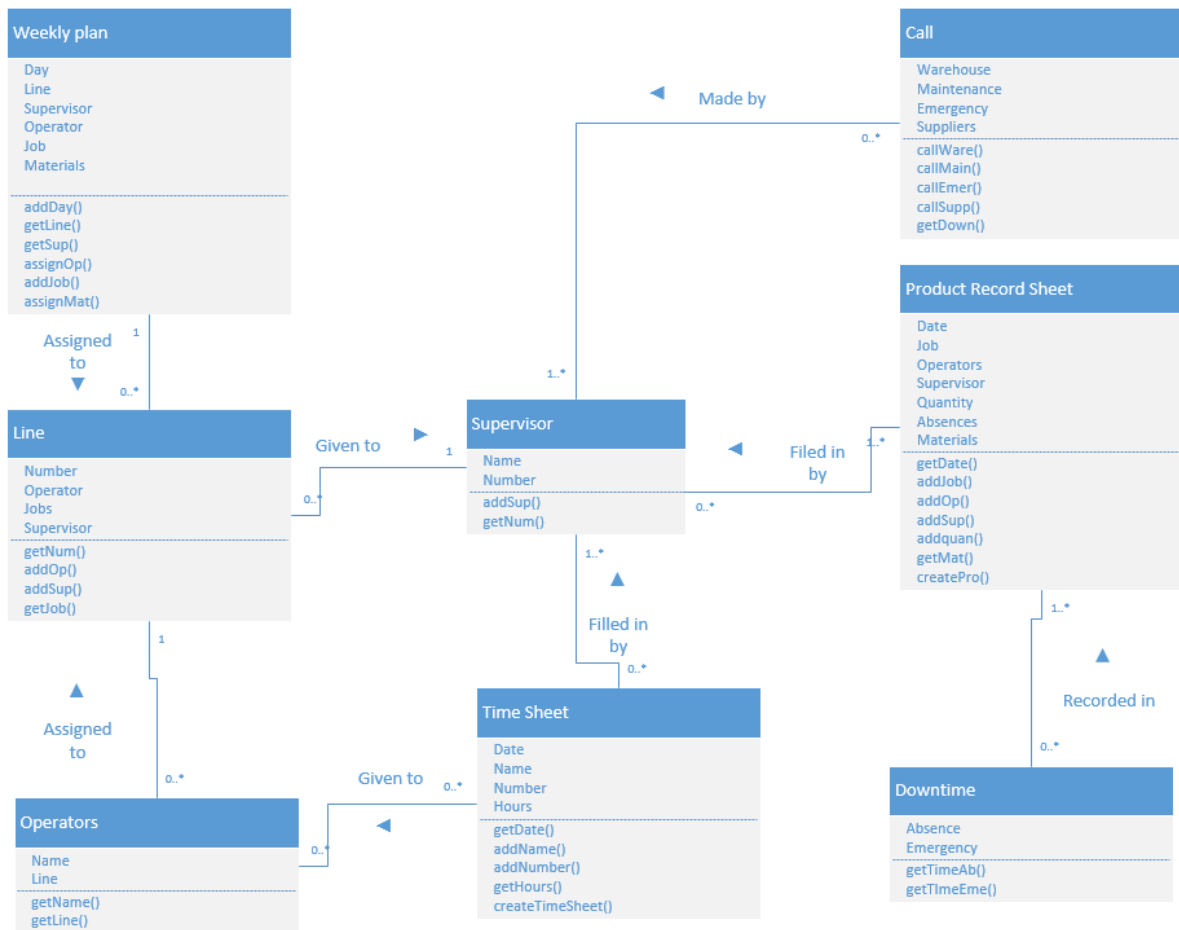 Weekly plan
Day
Line
Supervisor
Operator
Job
Materials
addDay()
getLine()
getSup()
assignOp()
addJob()
assignMat()
Call
Warehouse
Maintenance
Emergency
Suppliers
callWare()
callMain()
callEmer()
callSupp()
getDown()
Made by
0..*
1..*
Assigned
to
1
0..*
Product Record Sheet
Date
Job
Operators
Supervisor
Quantity
Absences
Materials
getDate()
addJob()
addOp()
addSup()
addquan()
getMat()
createPro()
Line
Number
Operator
Jobs
Supervisor
getNum()
addOp()
addSup()
getJob()
Given to
1
0..*
Supervisor
Name
Number
addSup()
getNum()
Filed in
by
1..*
0..*
1..*
Filled in
by
0..*
1
Assigned
to
0..*
Time Sheet
Date
Name
Number
Hours
getDate()
addName()
addNumber()
getHours()
createTimeSheet()
Given to
0..*
0..*
Operators
Name
Line
getName()
getLine()
1..*
Recorded in
0..*
Downtime
Absence
Emergency
getTimeAb()
getTImeEme()